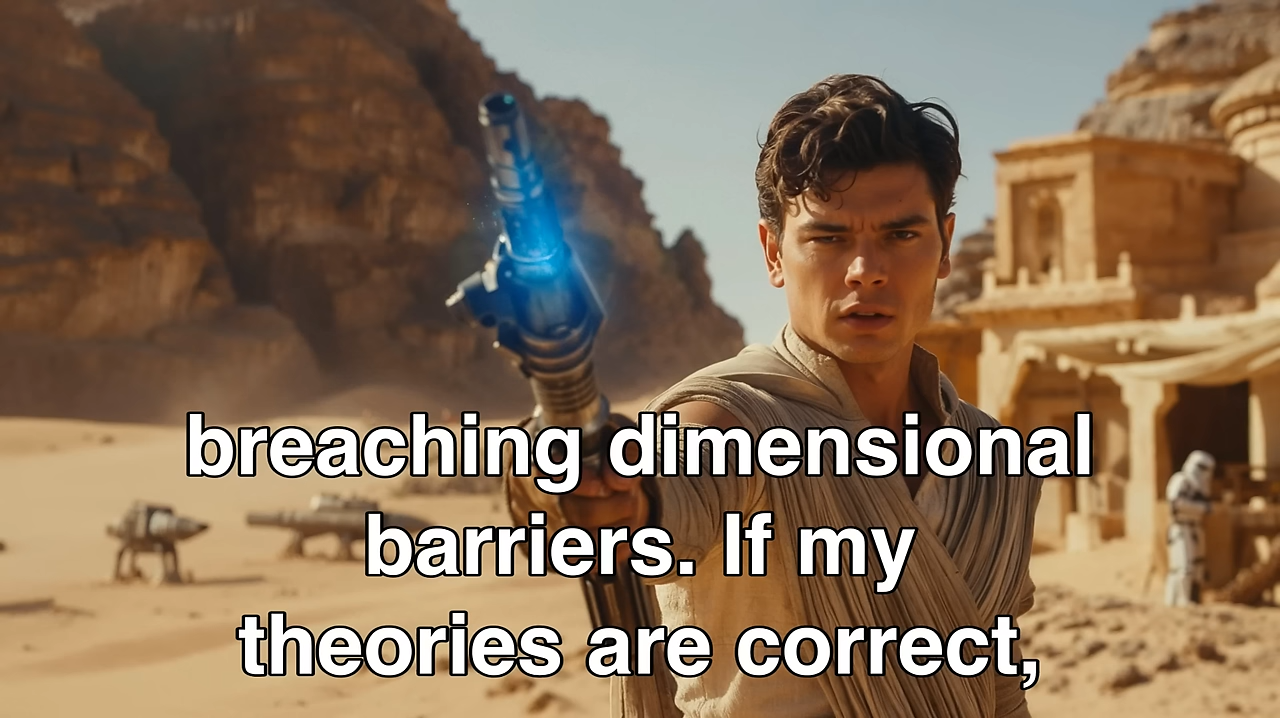 breaching dimensional
barriers. If my
theories are correct,